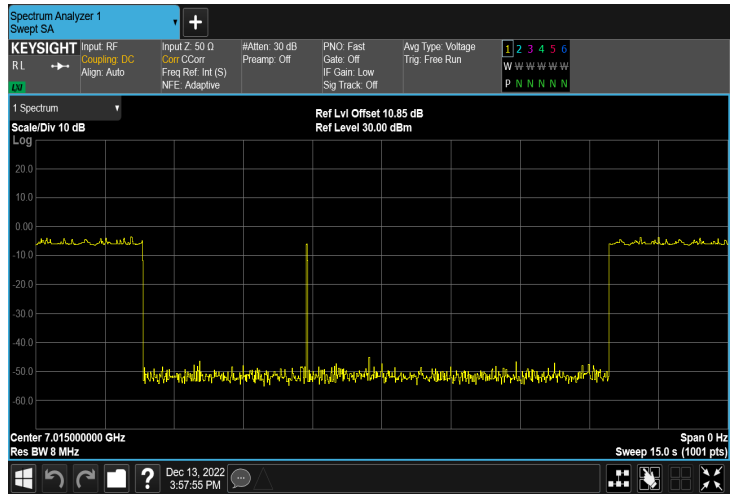 Spectrum Analyzer 1
Swept SA
+
KEYSIGHT Input: RF Input Z: 50 Ω #Atten: 30 dB PNO: Fast Avg Type: Voltage 1 2 3 4 5 6
R L Coupling: DC Corr CCorr Preamp: Off Gate: Off Trig: Free Run W W W W W W
Align: Auto Freq Ref: Int (S) IF Gain: Low
LXI NFE: Adaptive Sig Track: Off P N N N N N
1 Spectrum
Ref Lvl Offset 10.85 dB
Scale/Div 10 dB Ref Level 30.00 dBm
Log
20.0
10.0
0.00
-10.0
-20.0
-30.0
-40.0
-50.0
-60.0
Center 7.015000000 GHz Span 0 Hz
Res BW 8 MHz Sweep 15.0 s (1001 pts)
? Dec 13, 2022
3:57:55 PM